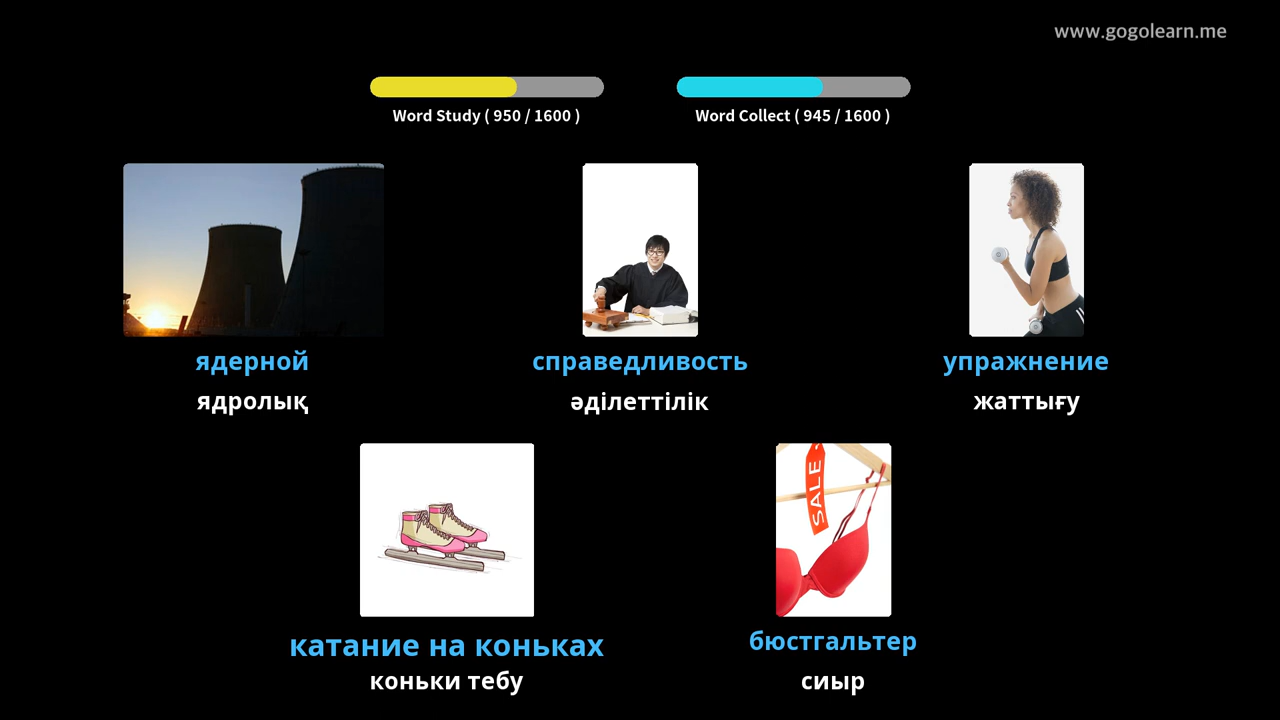 www.gogolearn.me
Word Study ( 950 / 1600 )
Word Collect ( 945 / 1600 )
ядерной
ядролық
справедливость
әділеттілік
упражнение
жаттығу
SALE
катание на коньках
коньки тебу
бюстгальтер
сиыр